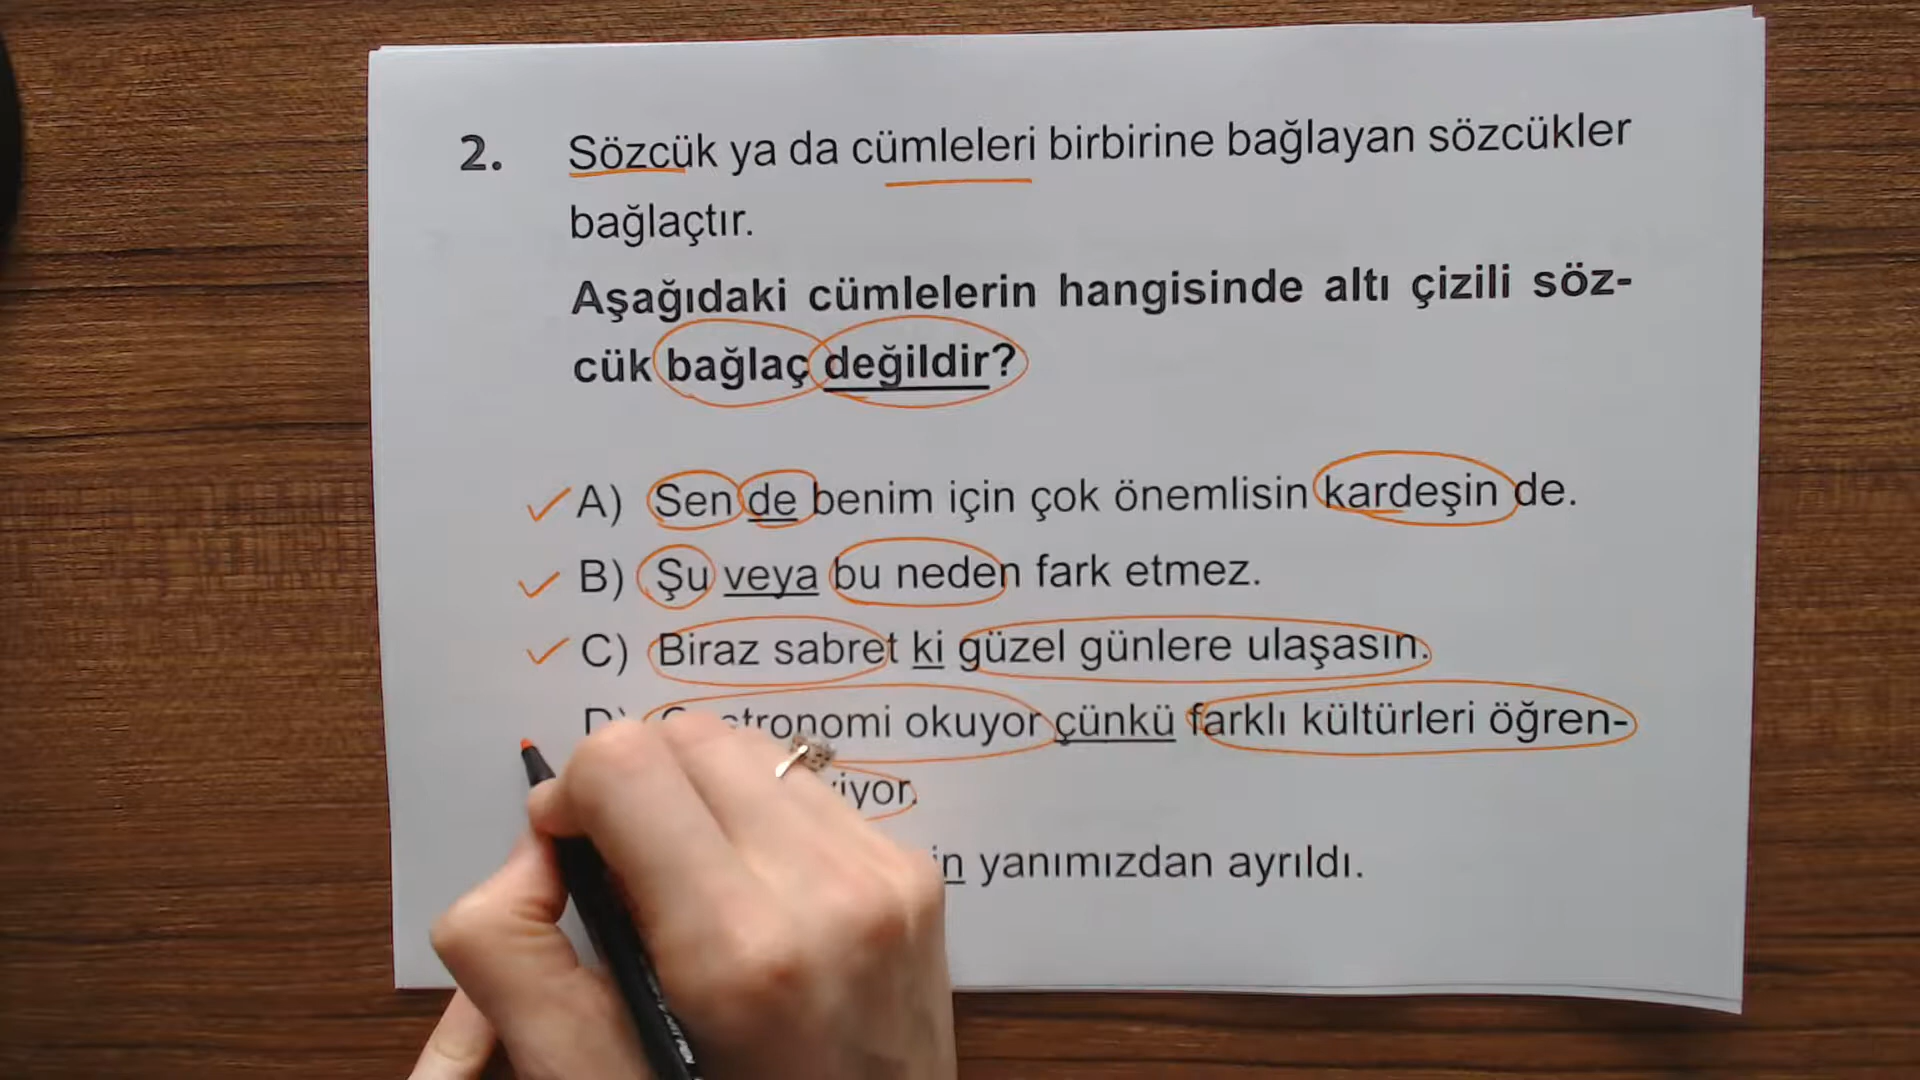 2. Sözcük ya da cümleleri birbirine bağlayan sözcükler
bağlaçtır.
Aşağıdaki cümlelerin hangisinde altı çizili söz-
cük bağlaç değildir?
A) Sen de benim için çok önemlisin kardeşin de.
B) Şu veya bu neden fark etmez.
C) Biraz sabret ki güzel günlere ulaşasın.
D) Gastronomi okuyor çünkü farklı kültürleri öğren-
yanımızdan ayrıldı.